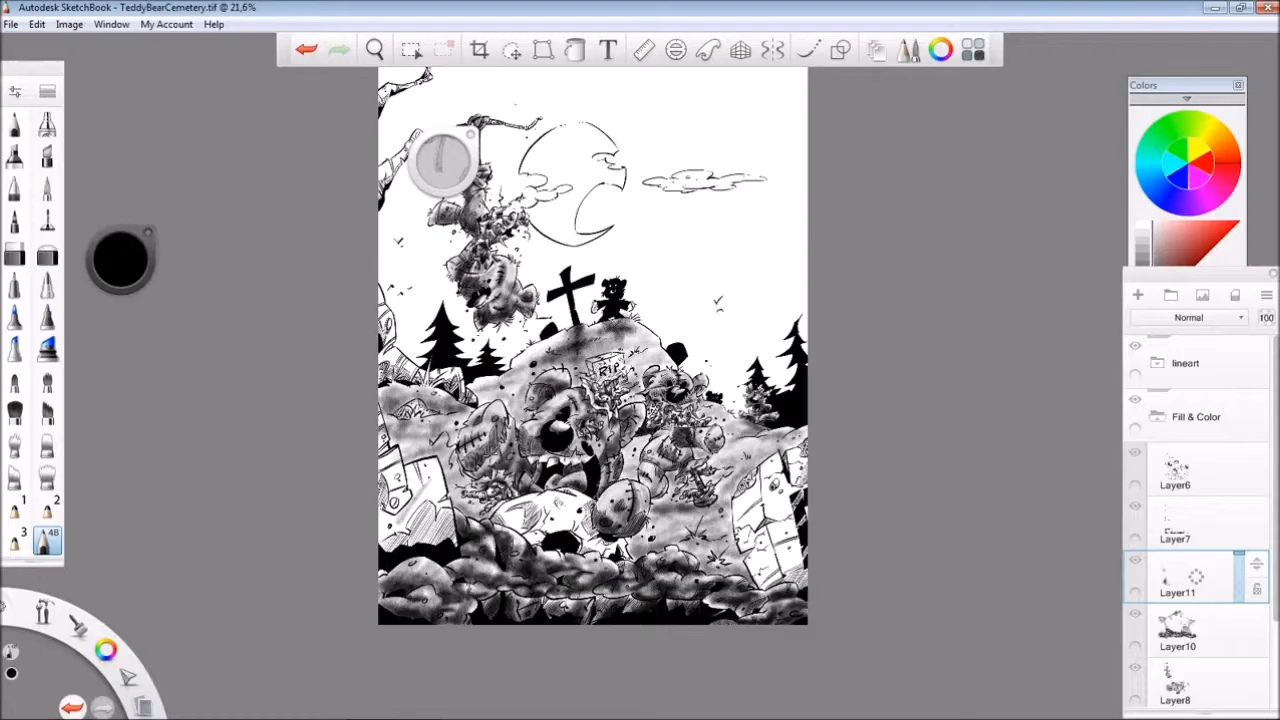 Autodesk SketchBook - TeddyBearCemetery.tif @ 21,6%
File Edit Image Window My Account Help
T
Colors
Normal 100
lineart
Fill & Color
Layer6
Layer7
Layer11
Layer10
Layer8
1 2
3 4B
RIP